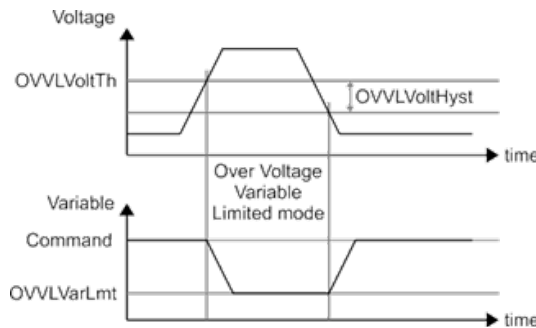 Voltage
OVVLVoltTh
OVVLVoltHyst
time
Over Voltage
Variable
Limited mode
Variable
Command
OVVLVarLmt
time